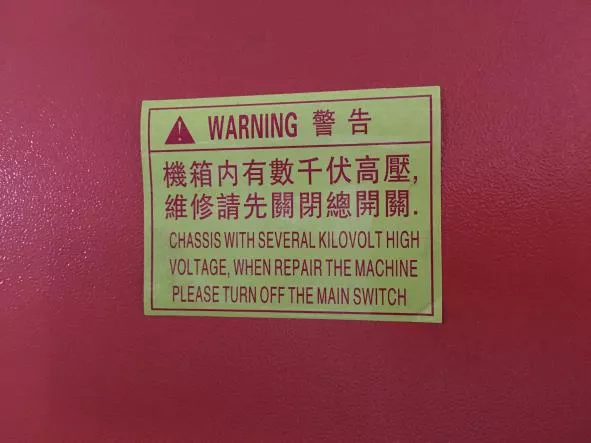 WARNING 警告
機箱内有數千伏高壓,
維修請先關閉總開關.
CHASSIS WITH SEVERAL KILOVOLT HIGH
VOLTAGE, WHEN REPAIR THE MACHINE
PLEASE TURN OFF THE MAIN SWITCH